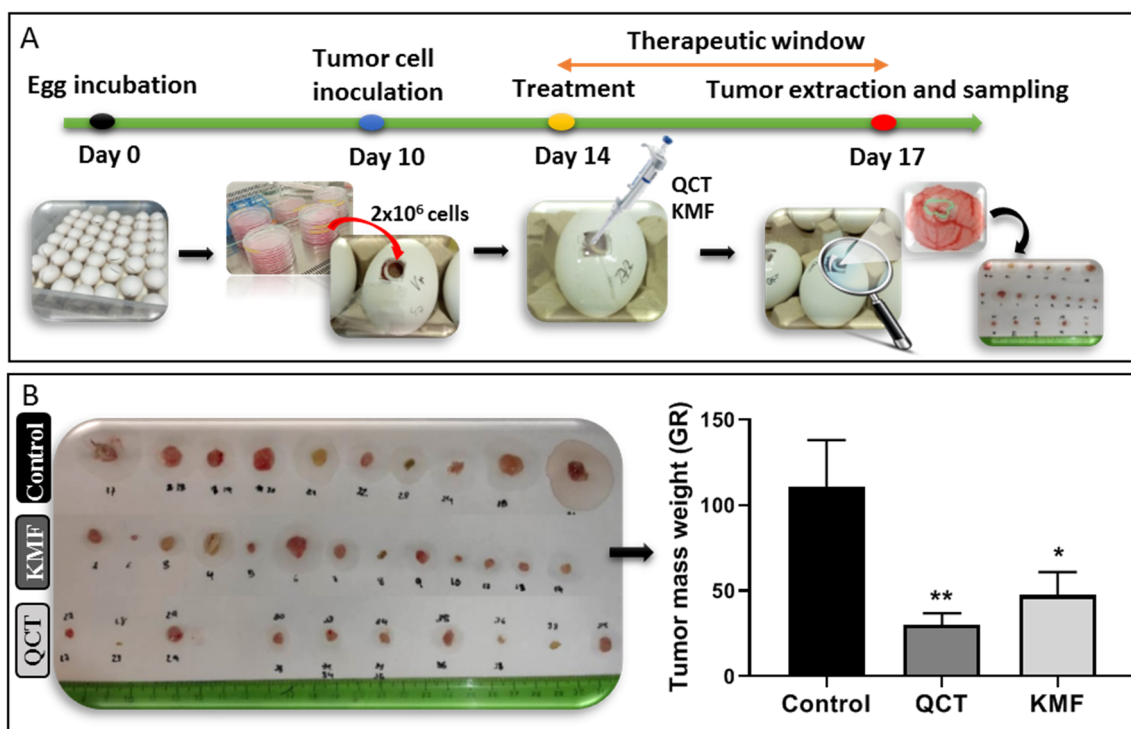 A
Therapeutic window
Egg incubation
Tumor cell
inoculation
Treatment
Tumor extraction and sampling
Day 0
Day 10
Day 14
Day 17
2x10⁶ cells
QCT
KMF
B
Control
KMF
QCT
Tumor mass weight (GR)
150
100
50
0
**
*
Control
QCT
KMF